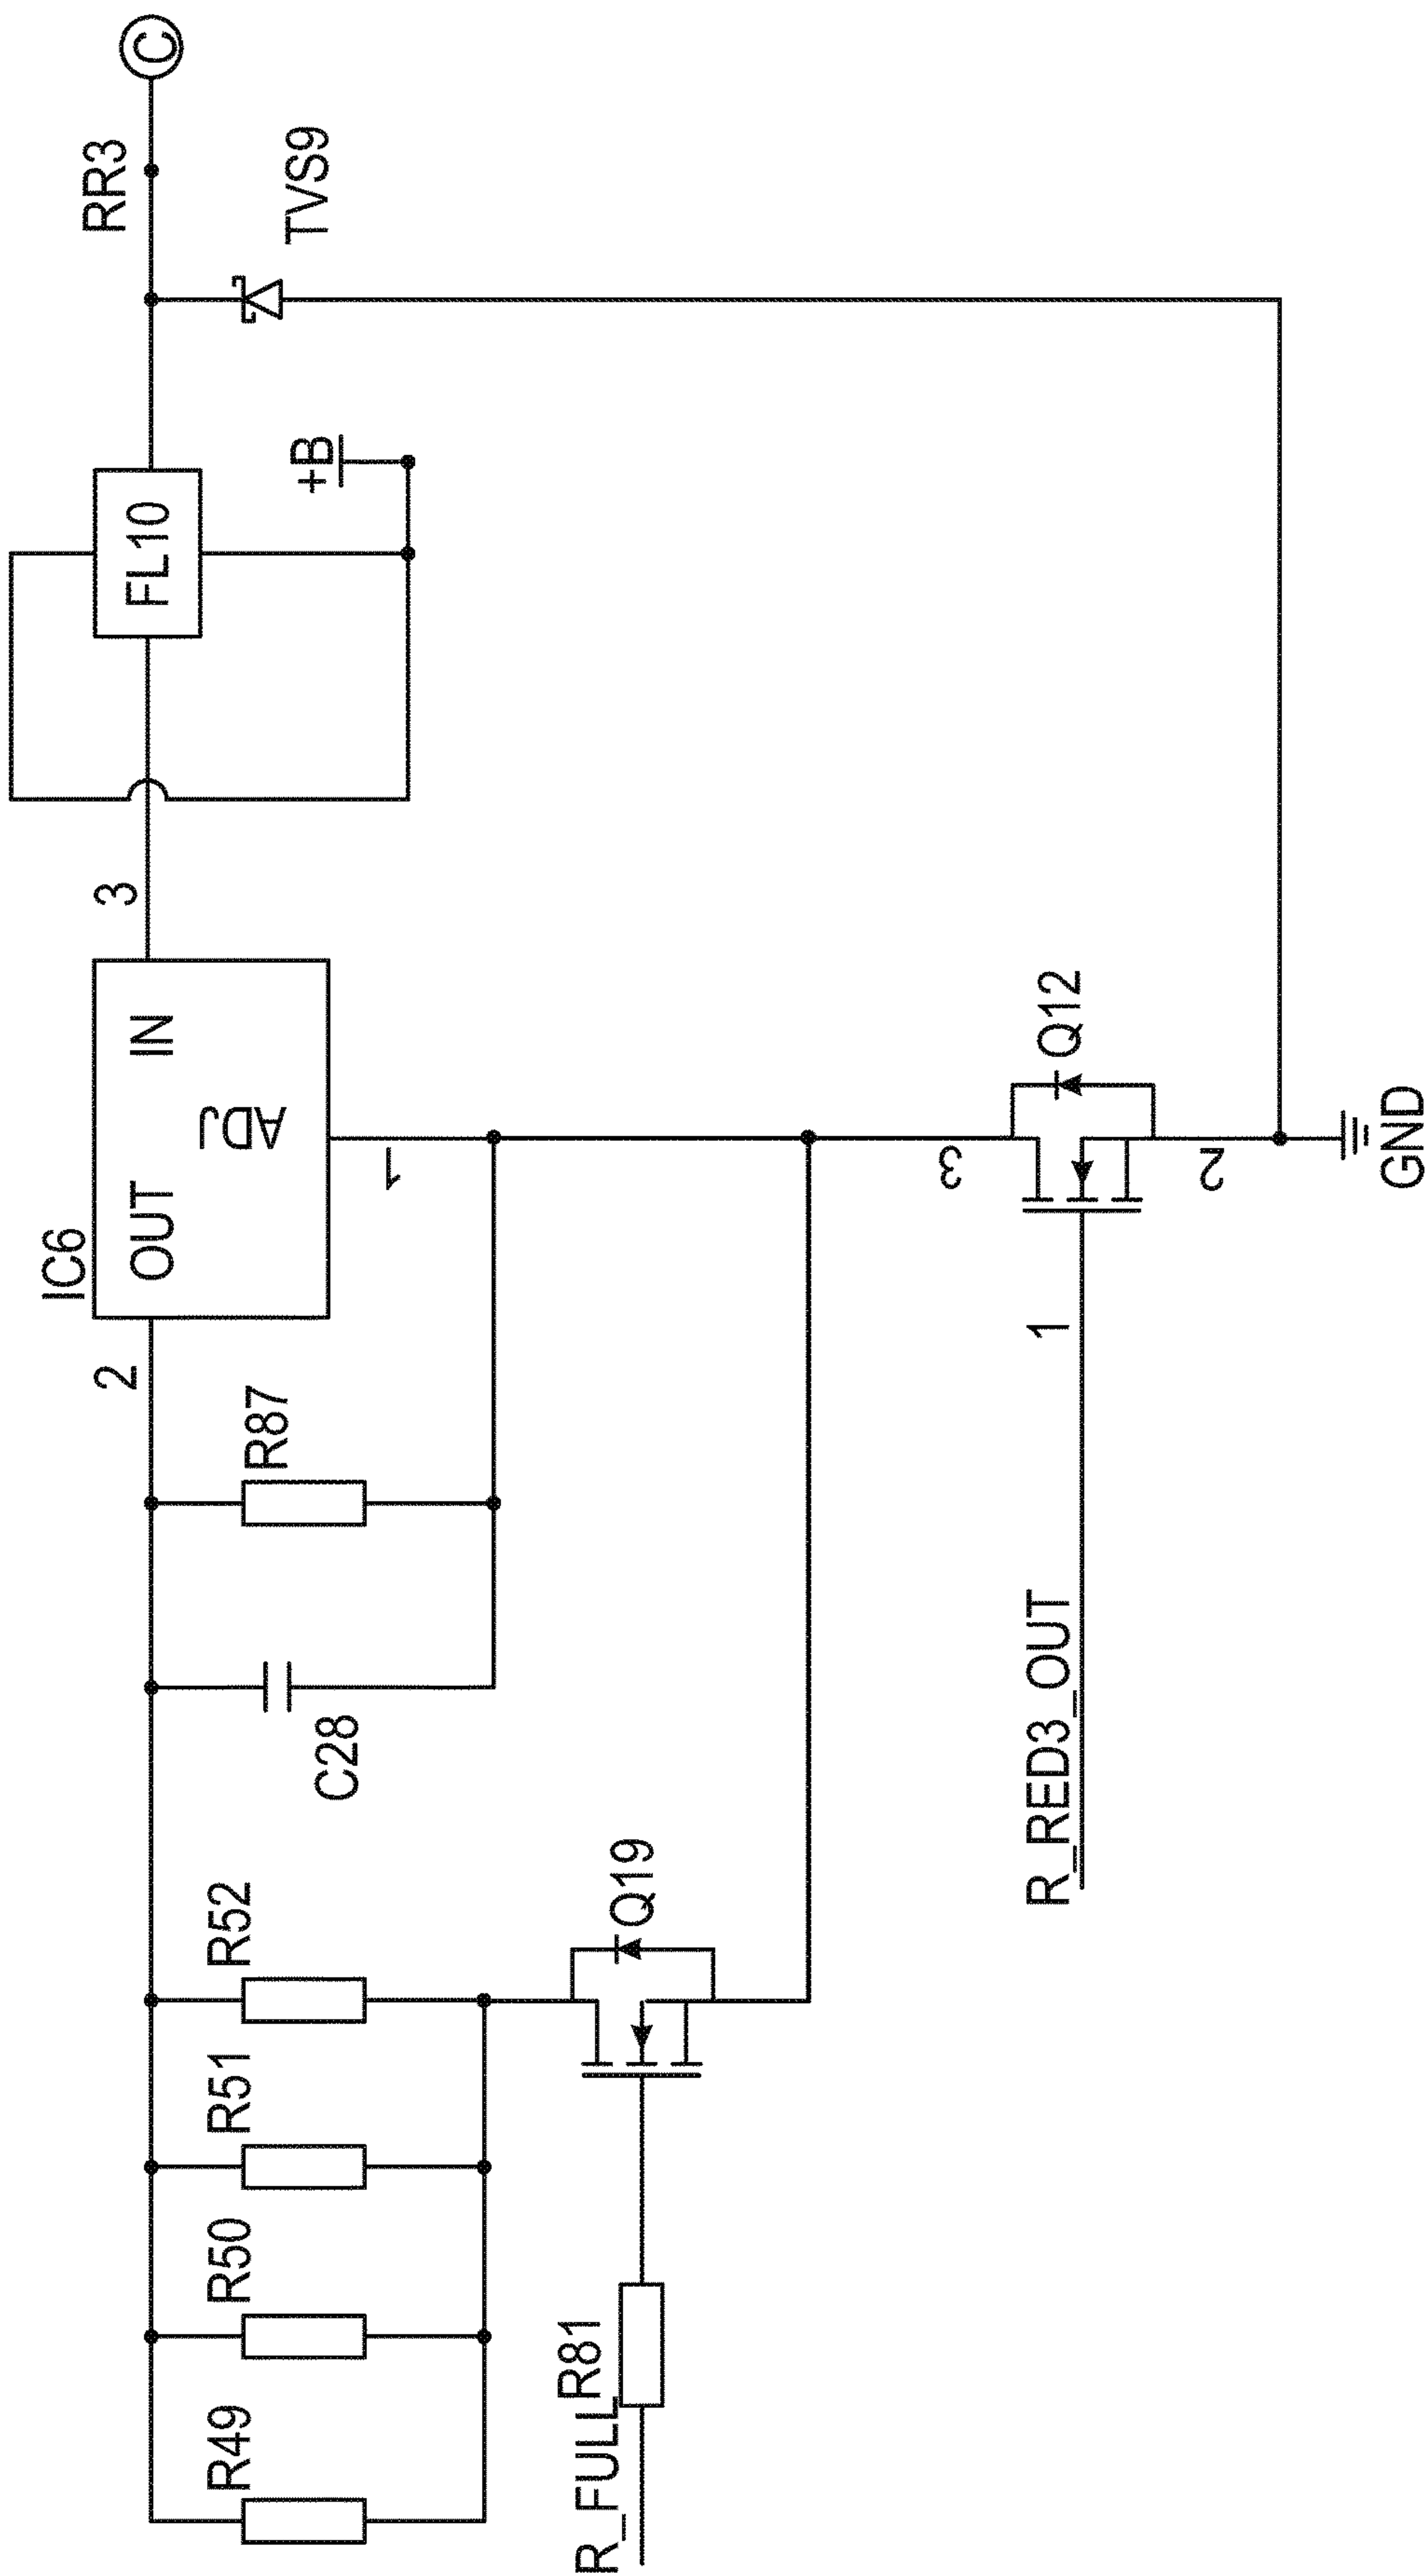 C
RR3
TVS9
FL10
+B
3
IC6
OUT
IN
ADJ
2
1
R87
C28
R52
R51
R50
R49
Q19
R_FULL
R81
3
Q12
2
1
R_RED3_OUT
GND